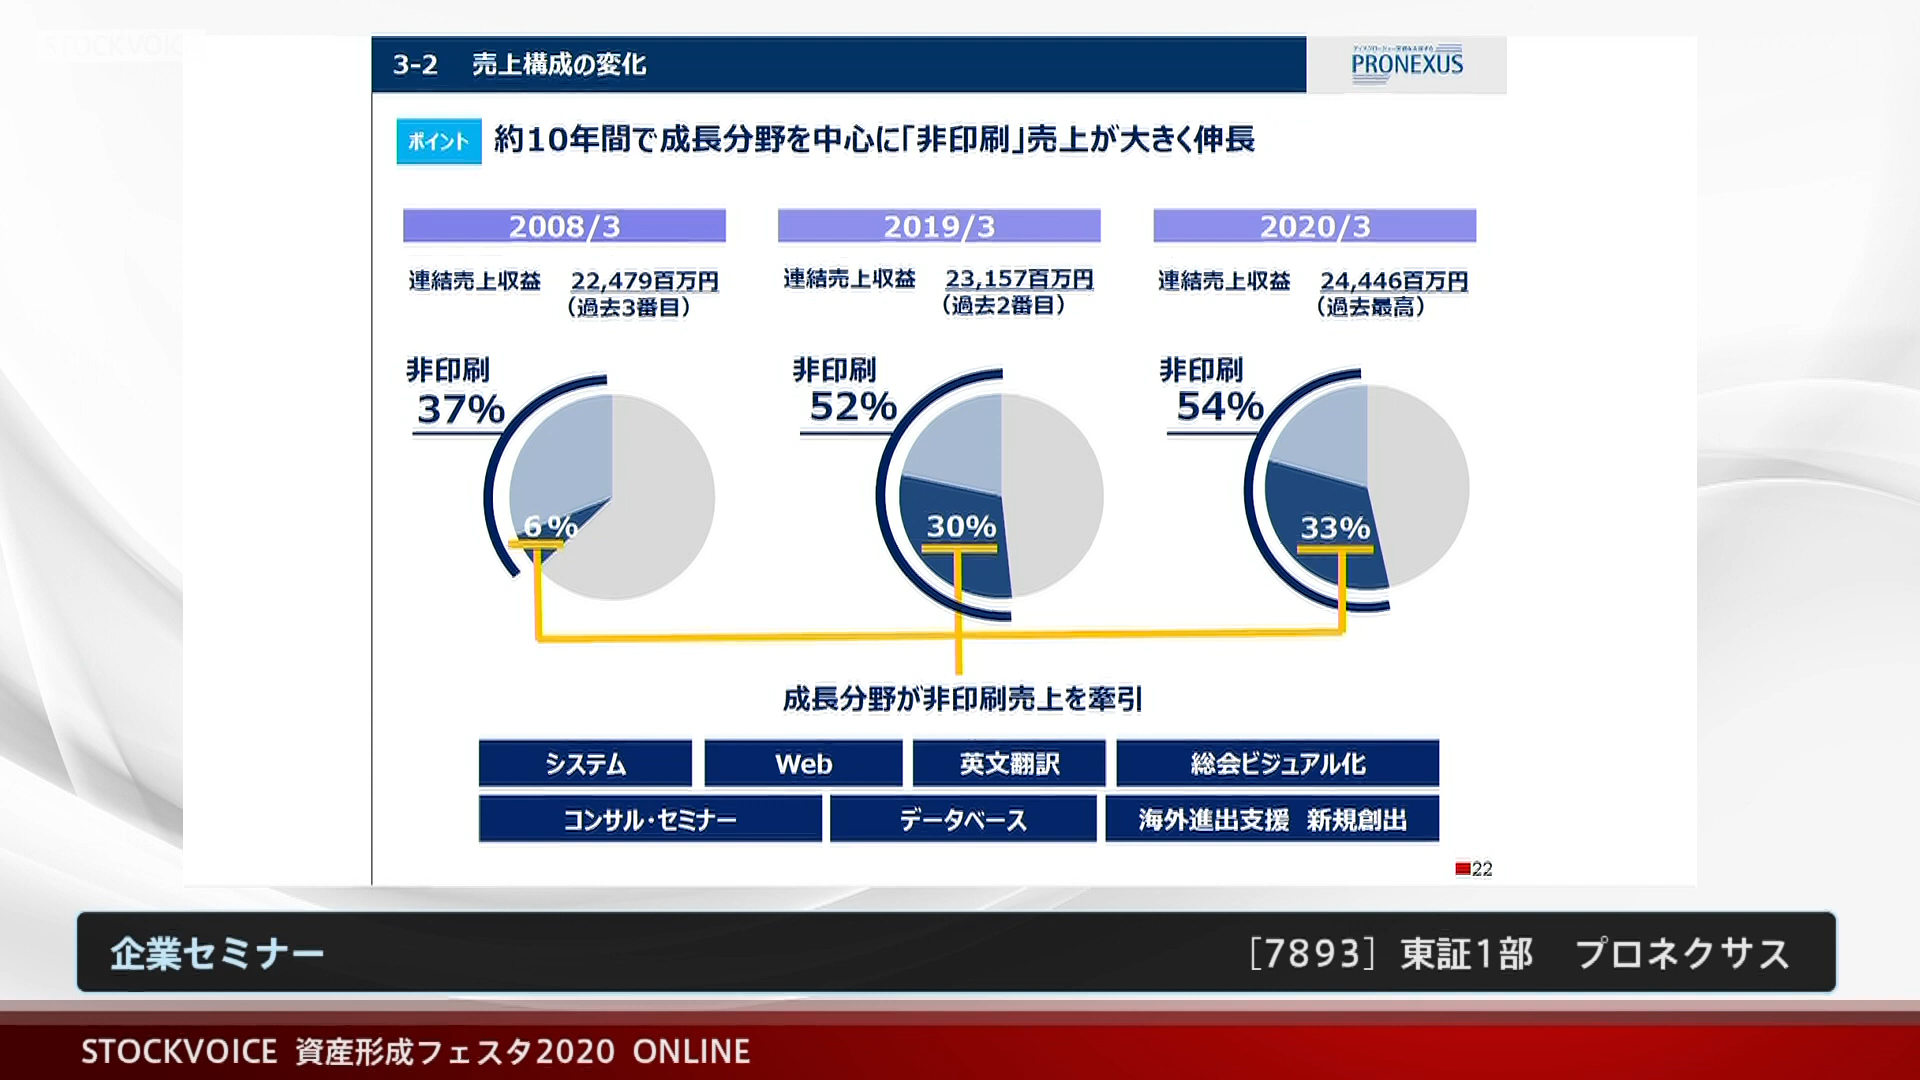 STOCKVOICE
3-2 売上構成の変化
PRONEXUS
ポイント 約10年間で成長分野を中心に「非印刷」売上が大きく伸長
2008/3
連結売上収益 22,479百万円
(過去3番目)
非印刷
37%
6%
2019/3
連結売上収益 23,157百万円
(過去2番目)
非印刷
52%
30%
2020/3
連結売上収益 24,446百万円
(過去最高)
非印刷
54%
33%
成長分野が非印刷売上を牽引
システム Web 英文翻訳 総会ビジュアル化
コンサル・セミナー データベース 海外進出支援 新規創出
22
企業セミナー [7893] 東証1部 プロネクサス
STOCKVOICE 資産形成フェスタ2020 ONLINE